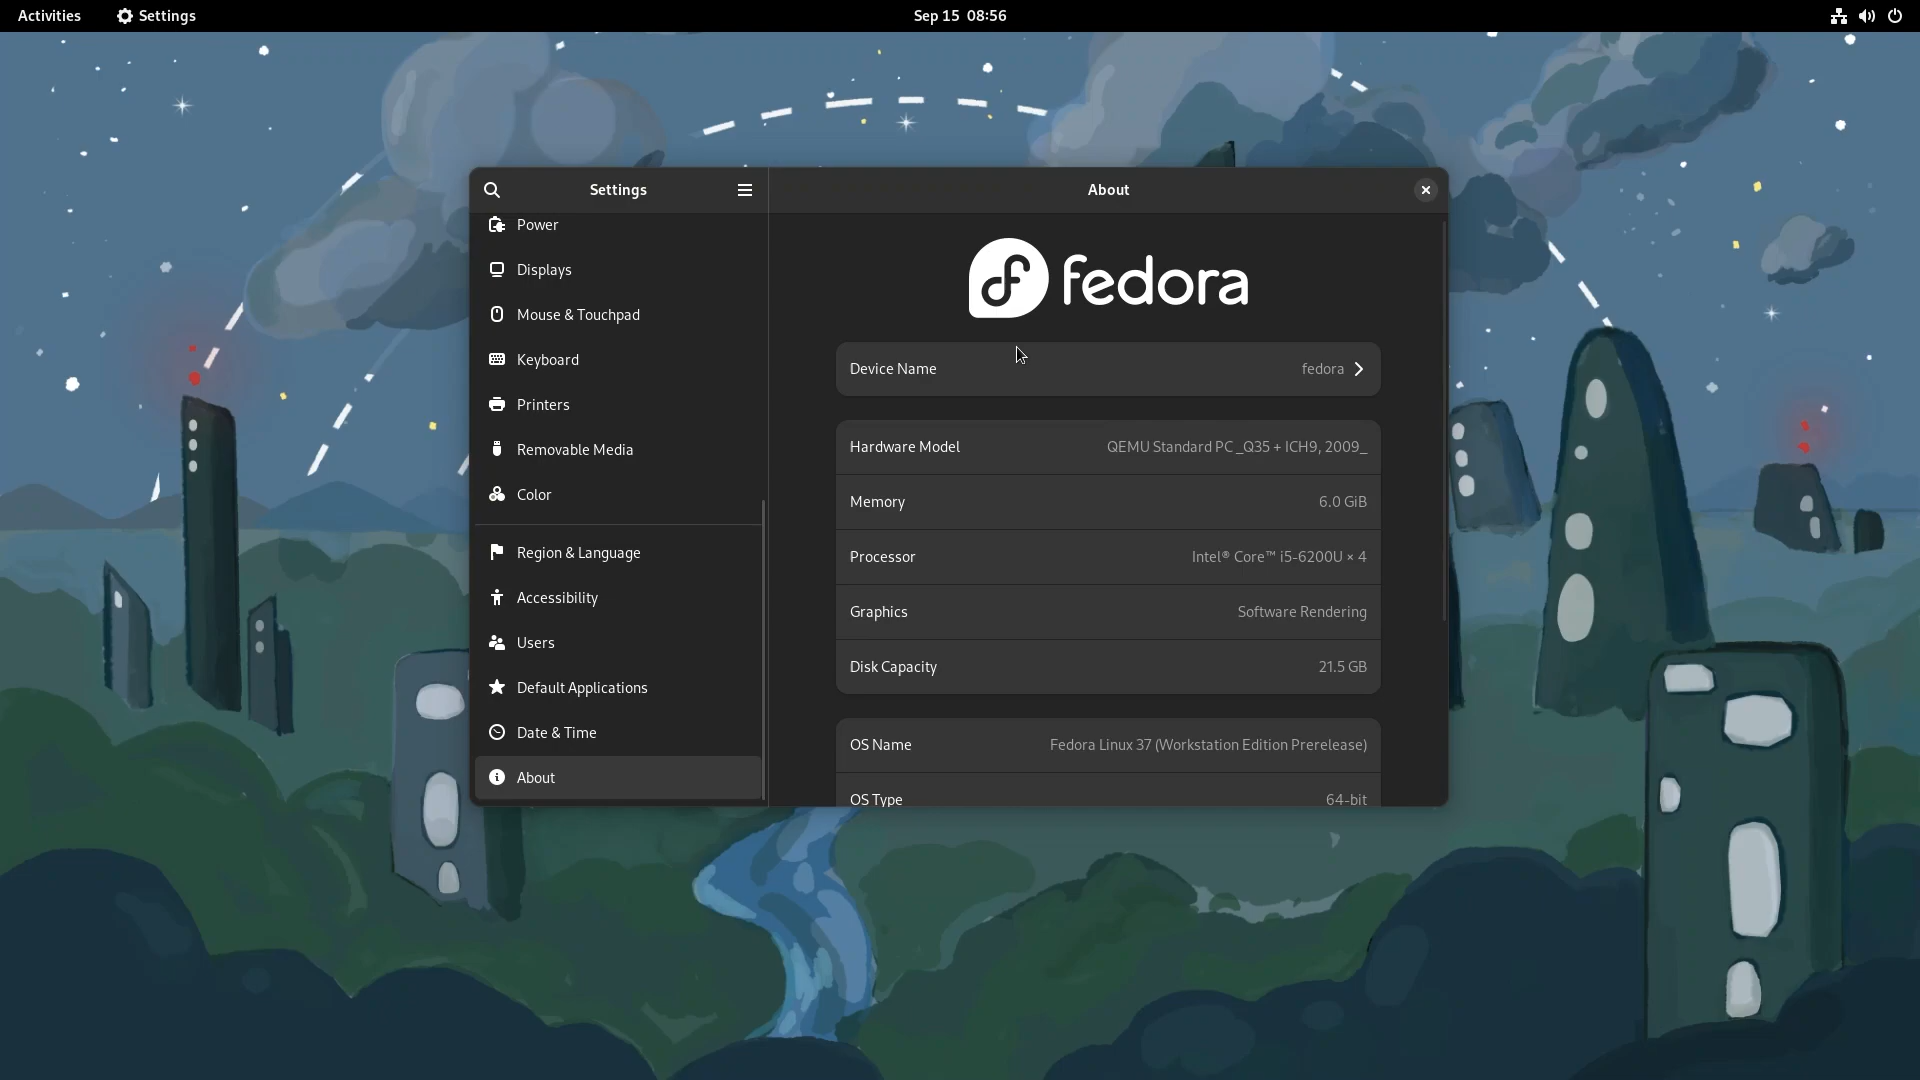 Activities Settings Sep 15 08:56
Settings
About
Power
Displays
Mouse & Touchpad
Keyboard
Printers
Removable Media
Color
Region & Language
Accessibility
Users
Default Applications
Date & Time
About
fedora
Device Name fedora
Hardware Model QEMU Standard PC _Q35 + ICH9, 2009_
Memory 6.0 GiB
Processor Intel® Core™ i5-6200U × 4
Graphics Software Rendering
Disk Capacity 21.5 GB
OS Name Fedora Linux 37 (Workstation Edition Prerelease)
OS Type 64-bit